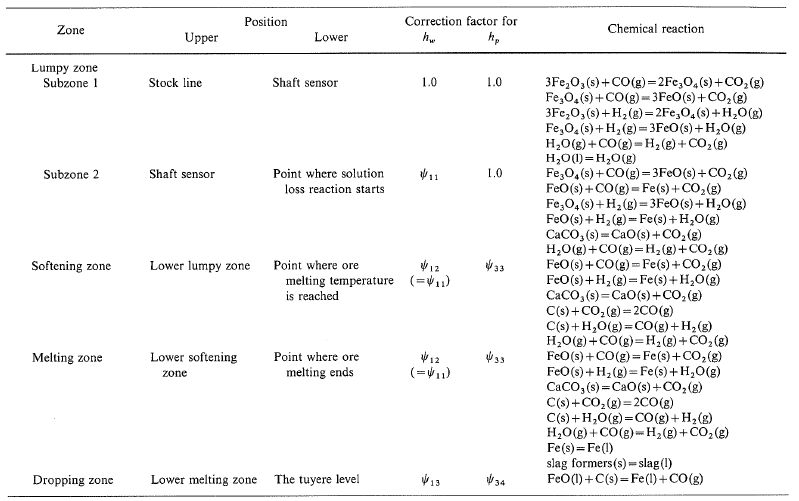 Zone Position Correction factor for Chemical reaction
Upper Lower h_w h_p
Lumpy zone
Subzone 1 Stock line Shaft sensor 1.0 1.0 3Fe₂O₃(s)+CO(g)=2Fe₃O₄(s)+CO₂(g)
Fe₃O₄(s)+CO(g)=3FeO(s)+CO₂(g)
3Fe₂O₃(s)+H₂(g)=2Fe₃O₄(s)+H₂O(g)
Fe₃O₄(s)+H₂(g)=3FeO(s)+H₂O(g)
H₂O(g)+CO(g)=H₂(g)+CO₂(g)
H₂O(l)=H₂O(g)
Subzone 2 Shaft sensor Point where solution ψ₁₁ 1.0 Fe₃O₄(s)+CO(g)=3FeO(s)+CO₂(g)
loss reaction starts FeO(s)+CO(g)=Fe(s)+CO₂(g)
Fe₃O₄(s)+H₂(g)=3FeO(s)+H₂O(g)
FeO(s)+H₂(g)=Fe(s)+H₂O(g)
CaCO₃(s)=CaO(s)+CO₂(g)
H₂O(g)+CO(g)=H₂(g)+CO₂(g)
Softening zone Lower lumpy zone Point where ore ψ₁₂ ψ₃₃ FeO(s)+CO(g)=Fe(s)+CO₂(g)
melting temperature (=ψ₁₁) FeO(s)+H₂(g)=Fe(s)+H₂O(g)
is reached CaCO₃(s)=CaO(s)+CO₂(g)
C(s)+CO₂(g)=2CO(g)
C(s)+H₂O(g)=CO(g)+H₂(g)
H₂O(g)+CO(g)=H₂(g)+CO₂(g)
Melting zone Lower softening Point where ore ψ₁₂ ψ₃₃ FeO(s)+CO(g)=Fe(s)+CO₂(g)
zone melting ends (=ψ₁₁) FeO(s)+H₂(g)=Fe(s)+H₂O(g)
CaCO₃(s)=CaO(s)+CO₂(g)
C(s)+CO₂(g)=2CO(g)
C(s)+H₂O(g)=CO(g)+H₂(g)
H₂O(g)+CO(g)=H₂(g)+CO₂(g)
Fe(s)=Fe(l)
slag formers(s)=slag(l)
Dropping zone Lower melting zone The tuyere level ψ₁₃ ψ₃₄ FeO(l)+C(s)=Fe(l)+CO(g)